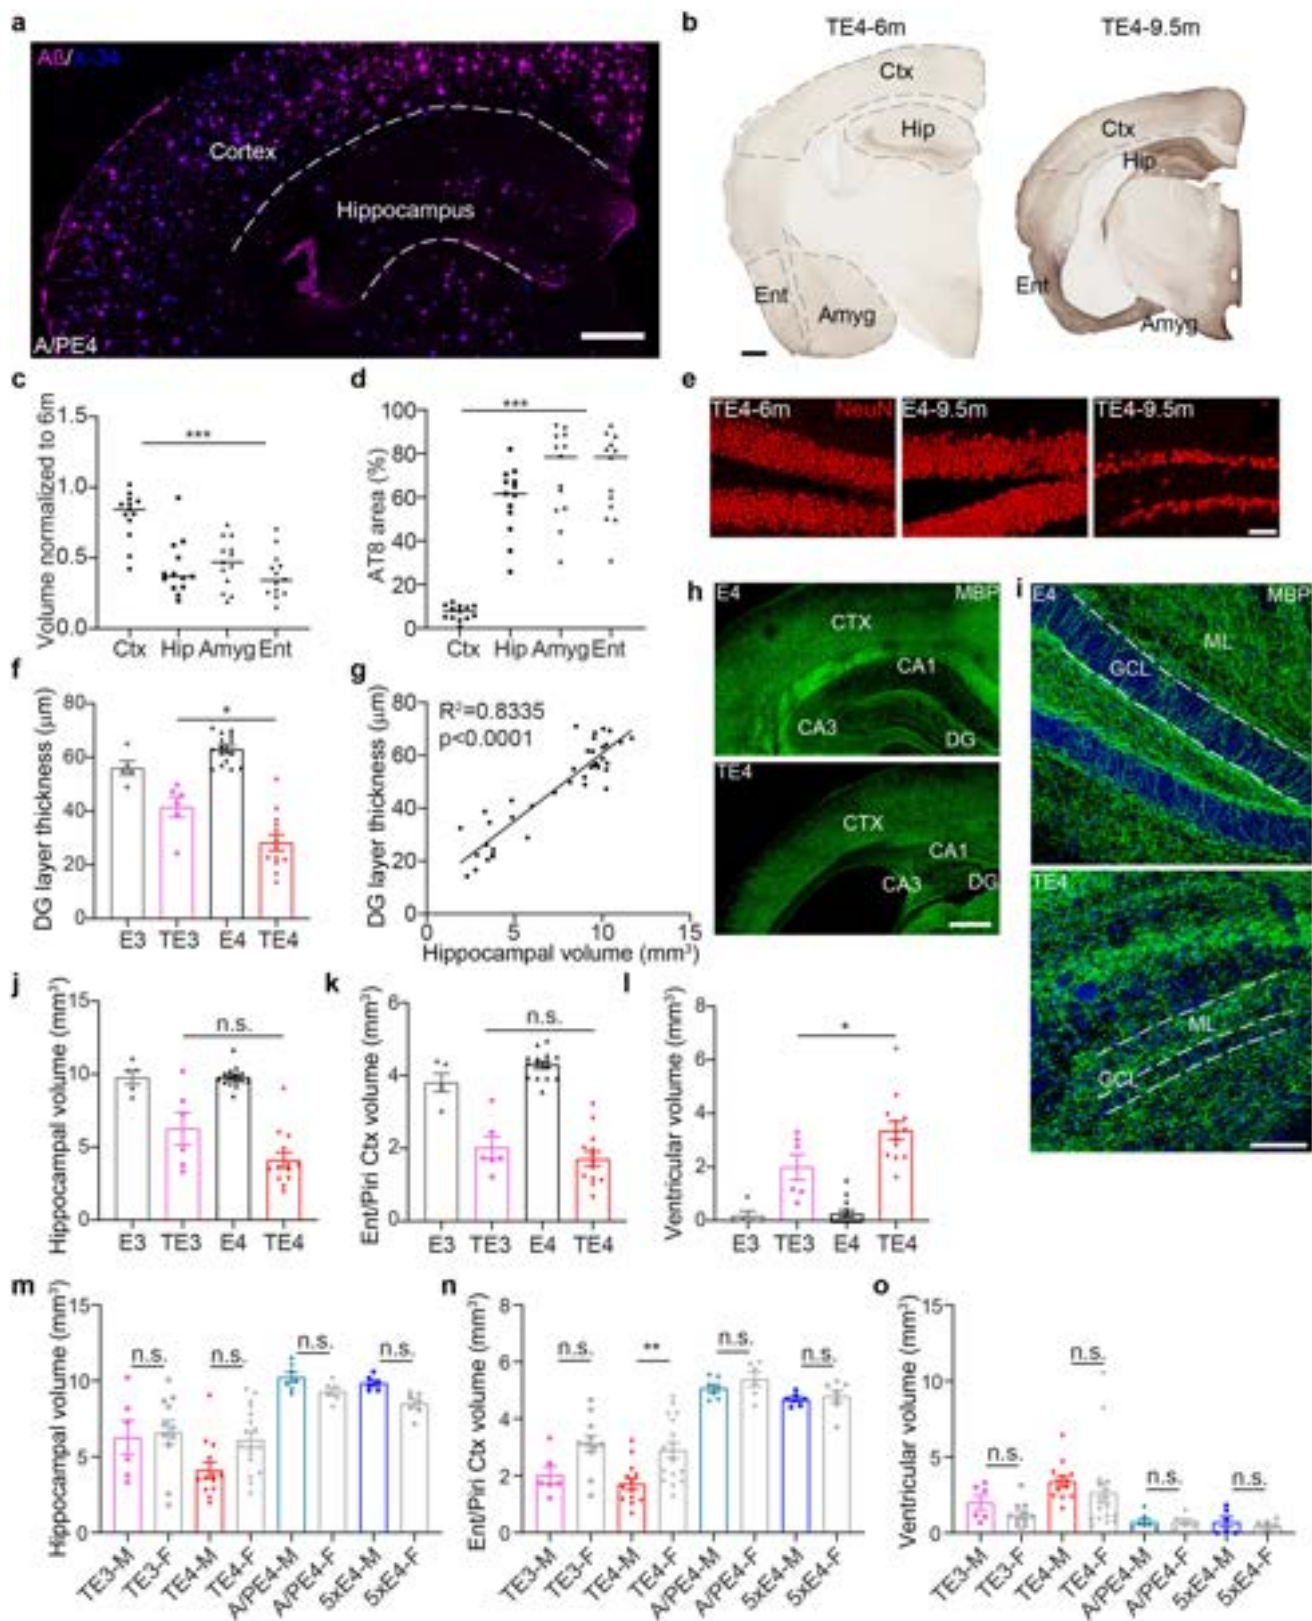 a
Aβ/X-34
Cortex
Hippocampus
A/PE4
b
TE4-6m
TE4-9.5m
Ctx
Hip
Ent
Amyg
Ctx
Hip
Ent
Amyg
c
Volume normalized to 6m
1.5
1.0
0.5
0.0
***
Ctx Hip Amyg Ent
d
AT8 area (%)
100
80
60
40
20
0
***
Ctx Hip Amyg Ent
e
TE4-6m NeuN
E4-9.5m
TE4-9.5m
f
DG layer thickness (μm)
80
60
40
20
0
*
E3 TE3 E4 TE4
g
DG layer thickness (μm)
80
60
40
20
0
R²=0.8335
p<0.0001
0 5 10 15
Hippocampal volume (mm³)
h
E4 MBP
CTX
CA1
CA3
DG
TE4
CTX
CA1
CA3
DG
i
E4 MBP
ML
GCL
TE4
ML
GCL
j
Hippocampal volume (mm³)
15
10
5
0
n.s.
E3 TE3 E4 TE4
k
Ent/Piri Ctx volume (mm³)
6
4
2
0
n.s.
E3 TE3 E4 TE4
l
Ventricular volume (mm³)
8
6
4
2
0
*
E3 TE3 E4 TE4
m
Hippocampal volume (mm³)
15
10
5
0
n.s. n.s. n.s. n.s.
TE3-M TE3-F TE4-M TE4-F A/PE4-M A/PE4-F 5xE4-M 5xE4-F
n
Ent/Piri Ctx volume (mm³)
8
6
4
2
0
n.s. ** n.s. n.s.
TE3-M TE3-F TE4-M TE4-F A/PE4-M A/PE4-F 5xE4-M 5xE4-F
o
Ventricular volume (mm³)
15
10
5
0
n.s. n.s. n.s. n.s.
TE3-M TE3-F TE4-M TE4-F A/PE4-M A/PE4-F 5xE4-M 5xE4-F